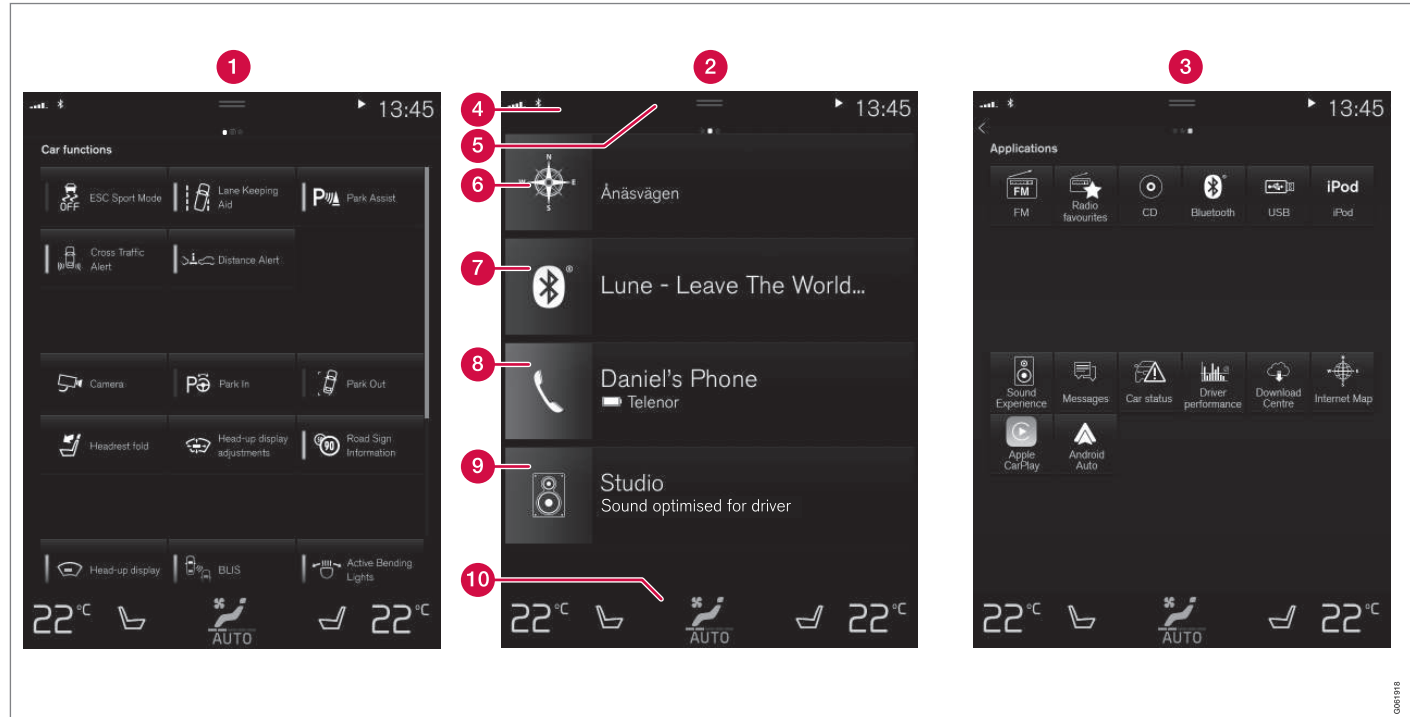 1
2
3
13:45
Car functions
ESC Sport Mode
OFF
Lane Keeping
Aid
P
Park Assist
Cross Traffic
Alert
Distance Alert
Camera
P
Park In
Park Out
Headrest fold
Head-up display
adjustments
90
Road Sign
Information
Head-up display
BLIS
Active Bending
Lights
22°C
AUTO
22°C
4
5
6
7
8
9
10
13:45
N
W
E
S
Ånäsvägen
Lune - Leave The World...
Daniel's Phone
Telenor
Studio
Sound optimised for driver
22°C
AUTO
22°C
13:45
Applications
FM
FM
Radio
favourites
CD
Bluetooth
USB
iPod
iPod
Sound
Experience
Messages
Car status
Driver
performance
Download
Centre
Internet Map
Apple
CarPlay
Android
Auto
22°C
AUTO
22°C
G061918